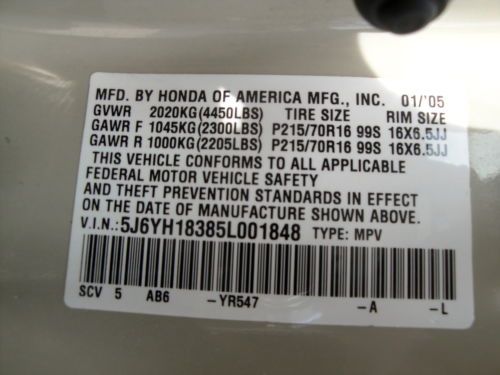 MFD. BY HONDA OF AMERICA MFG., INC. 01/'05
GVWR 2020KG(4450LBS) TIRE SIZE RIM SIZE
GAWR F 1045KG(2300LBS) P215/70R16 99S 16X6.5JJ
GAWR R 1000KG(2205LBS) P215/70R16 99S 16X6.5JJ
THIS VEHICLE CONFORMS TO ALL APPLICABLE
FEDERAL MOTOR VEHICLE SAFETY
AND THEFT PREVENTION STANDARDS IN EFFECT
ON THE DATE OF MANUFACTURE SHOWN ABOVE.
V.I.N.:5J6YH18385L001848 TYPE: MPV
SCV 5 AB6 -YR547 -A -L